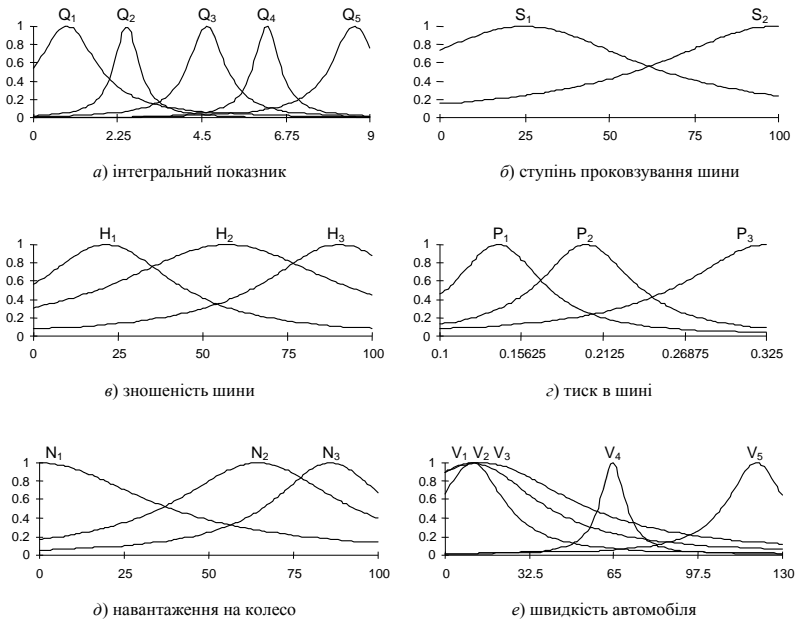 Q1 Q2 Q3 Q4 Q5
1
0.8
0.6
0.4
0.2
0
0 2.25 4.5 6.75 9
а) інтегральний показник
S1 S2
1
0.8
0.6
0.4
0.2
0
0 25 50 75 100
б) ступінь проковзування шини
H1 H2 H3
1
0.8
0.6
0.4
0.2
0
0 25 50 75 100
в) зношеність шини
P1 P2 P3
1
0.8
0.6
0.4
0.2
0
0.1 0.15625 0.2125 0.26875 0.325
г) тиск в шині
N1 N2 N3
1
0.8
0.6
0.4
0.2
0
0 25 50 75 100
д) навантаження на колесо
V1 V2 V3 V4 V5
1
0.8
0.6
0.4
0.2
0
0 32.5 65 97.5 130
е) швидкість автомобіля